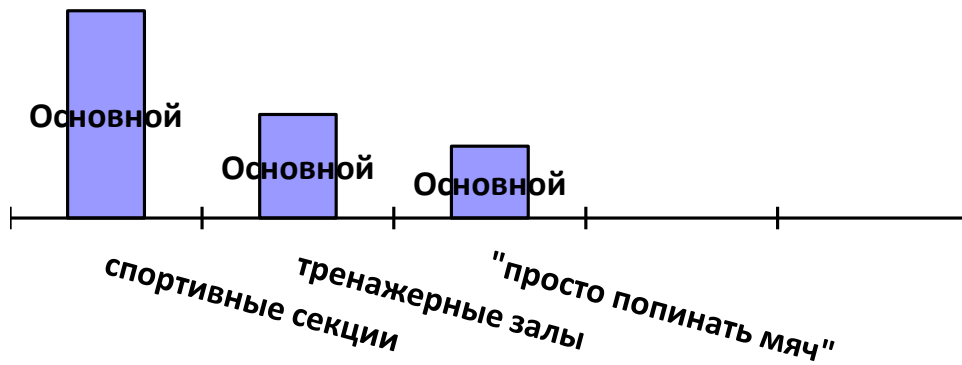 Основной
Основной
Основной
спортивные секции
тренажерные залы
"просто попинать мяч"